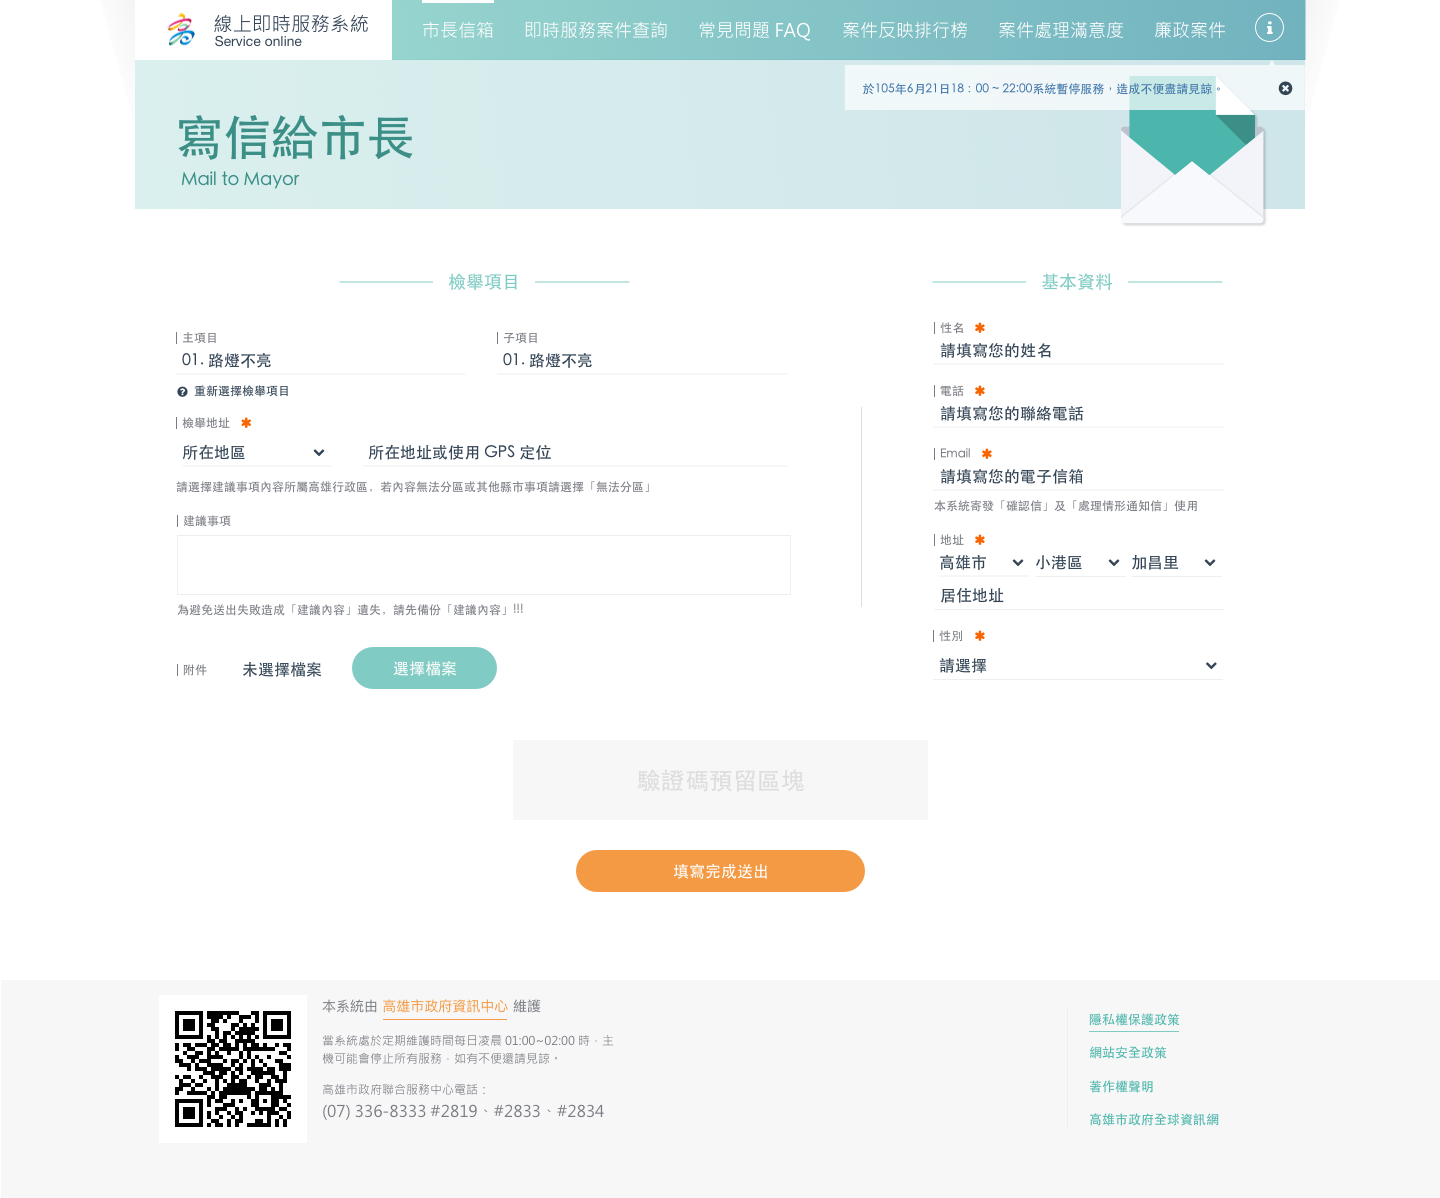 線上即時服務系統
Service online
市長信箱
即時服務案件查詢
常見問題 FAQ
案件反映排行榜
案件處理滿意度
廉政案件
於105年6月21日18：00 ~ 22:00系統暫停服務，造成不便盡請見諒。
寫信給市長
Mail to Mayor
檢舉項目
主項目
01. 路燈不亮
子項目
01. 路燈不亮
重新選擇檢舉項目
檢舉地址 ✱
所在地區
所在地址或使用 GPS 定位
請選擇建議事項內容所屬高雄行政區，若內容無法分區或其他縣市事項請選擇「無法分區」
建議事項
為避免送出失敗造成「建議內容」遺失，請先備份「建議內容」!!!
附件
未選擇檔案
選擇檔案
基本資料
姓名 ✱
請填寫您的姓名
電話 ✱
請填寫您的聯絡電話
Email ✱
請填寫您的電子信箱
本系統寄發「確認信」及「處理情形通知信」使用
地址 ✱
高雄市
小港區
加昌里
居住地址
性別 ✱
請選擇
驗證碼預留區塊
填寫完成送出
本系統由 高雄市政府資訊中心 維護
當系統處於定期維護時間每日凌晨 01:00~02:00 時，主
機可能會停止所有服務，如有不便還請見諒。
高雄市政府聯合服務中心電話：
(07) 336-8333 #2819、#2833、#2834
隱私權保護政策
網站安全政策
著作權聲明
高雄市政府全球資訊網